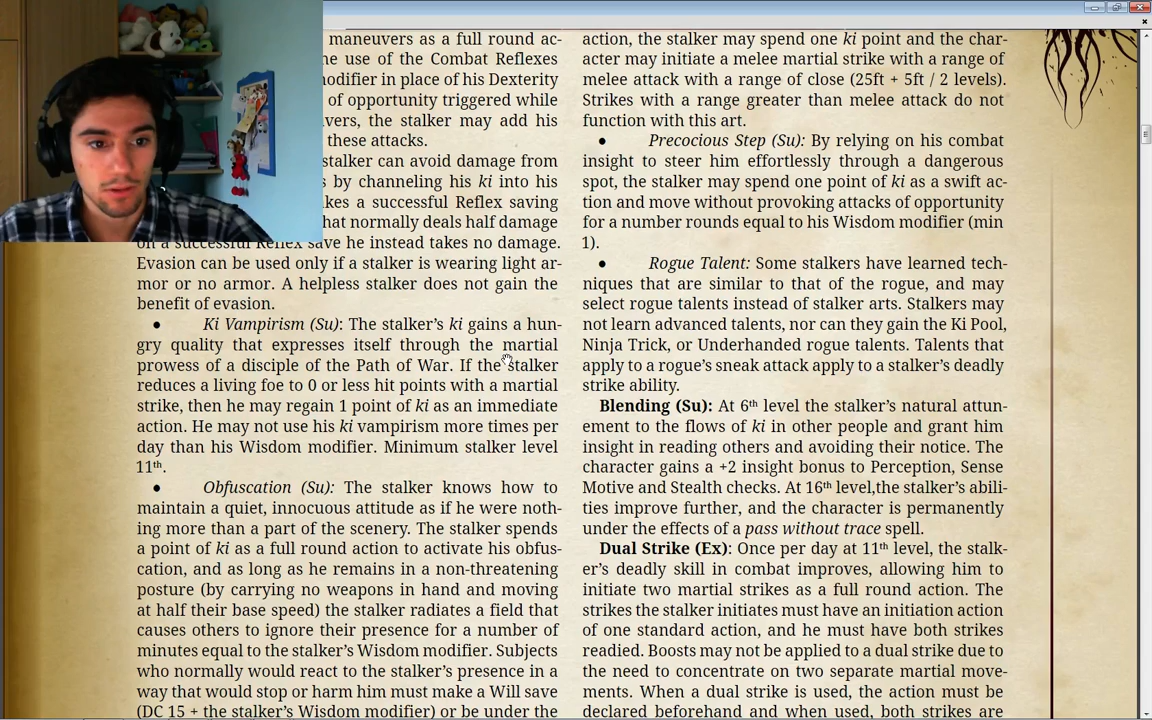 maneuvers as a full round ac-
ne use of the Combat Reflexes
nodifier in place of his Dexterity
of opportunity triggered while
vers, the stalker may add his
these attacks.
stalker can avoid damage from
s by channeling his ki into his
kes a successful Reflex saving
hat normally deals half damage
on a successful Reflex save he instead takes no damage.
Evasion can be used only if a stalker is wearing light ar-
mor or no armor. A helpless stalker does not gain the
benefit of evasion.
● Ki Vampirism (Su): The stalker’s ki gains a hun-
gry quality that expresses itself through the martial
prowess of a disciple of the Path of War. If the stalker
reduces a living foe to 0 or less hit points with a martial
strike, then he may regain 1 point of ki as an immediate
action. He may not use his ki vampirism more times per
day than his Wisdom modifier. Minimum stalker level
11th.
● Obfuscation (Su): The stalker knows how to
maintain a quiet, innocuous attitude as if he were noth-
ing more than a part of the scenery. The stalker spends
a point of ki as a full round action to activate his obfus-
cation, and as long as he remains in a non-threatening
posture (by carrying no weapons in hand and moving
at half their base speed) the stalker radiates a field that
causes others to ignore their presence for a number of
minutes equal to the stalker’s Wisdom modifier. Subjects
who normally would react to the stalker’s presence in a
way that would stop or harm him must make a Will save
(DC 15 + the stalker’s Wisdom modifier) or be under the
action, the stalker may spend one ki point and the char-
acter may initiate a melee martial strike with a range of
melee attack with a range of close (25ft + 5ft / 2 levels).
Strikes with a range greater than melee attack do not
function with this art.
● Precocious Step (Su): By relying on his combat
insight to steer him effortlessly through a dangerous
spot, the stalker may spend one point of ki as a swift ac-
tion and move without provoking attacks of opportunity
for a number rounds equal to his Wisdom modifier (min
1).
● Rogue Talent: Some stalkers have learned tech-
niques that are similar to that of the rogue, and may
select rogue talents instead of stalker arts. Stalkers may
not learn advanced talents, nor can they gain the Ki Pool,
Ninja Trick, or Underhanded rogue talents. Talents that
apply to a rogue’s sneak attack apply to a stalker’s deadly
strike ability.
Blending (Su): At 6th level the stalker’s natural attun-
ement to the flows of ki in other people and grant him
insight in reading others and avoiding their notice. The
character gains a +2 insight bonus to Perception, Sense
Motive and Stealth checks. At 16th level,the stalker’s abili-
ties improve further, and the character is permanently
under the effects of a pass without trace spell.
Dual Strike (Ex): Once per day at 11th level, the stalk-
er’s deadly skill in combat improves, allowing him to
initiate two martial strikes as a full round action. The
strikes the stalker initiates must have an initiation action
of one standard action, and he must have both strikes
readied. Boosts may not be applied to a dual strike due to
the need to concentrate on two separate martial move-
ments. When a dual strike is used, the action must be
declared beforehand and when used, both strikes are